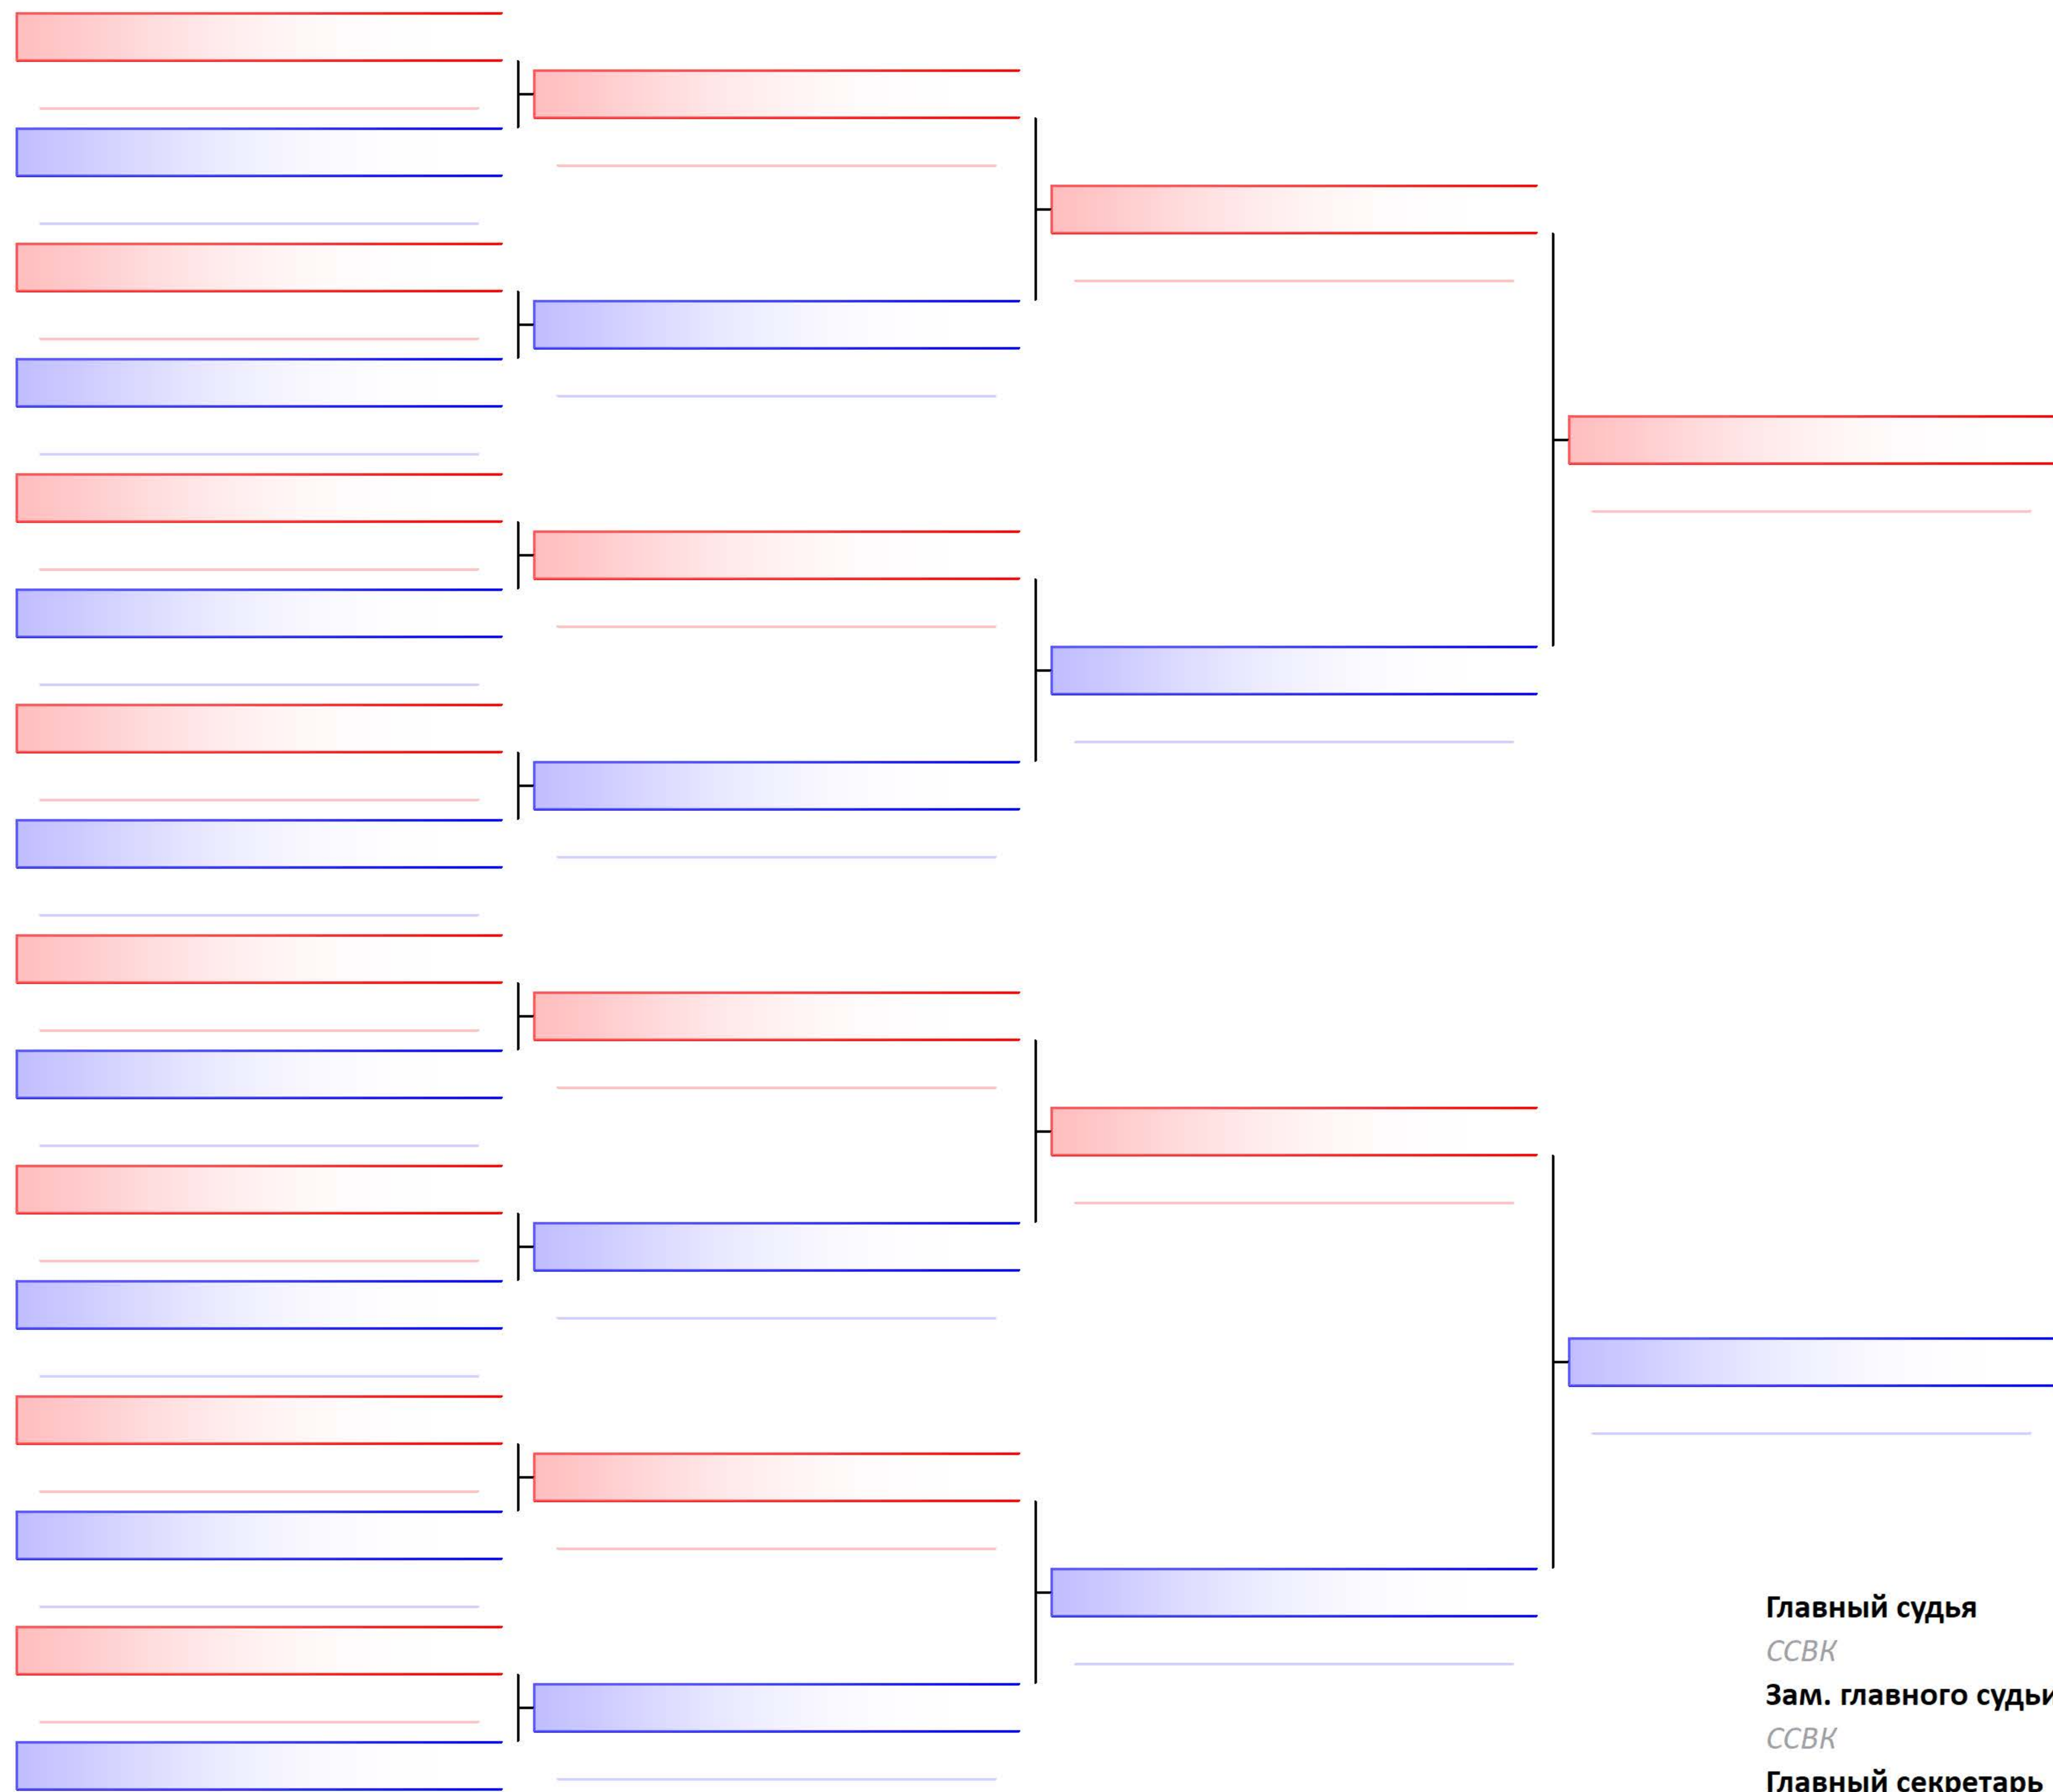 Главный судья
ССВК
Зам. главного судьи
ССВК
Главный секретарь